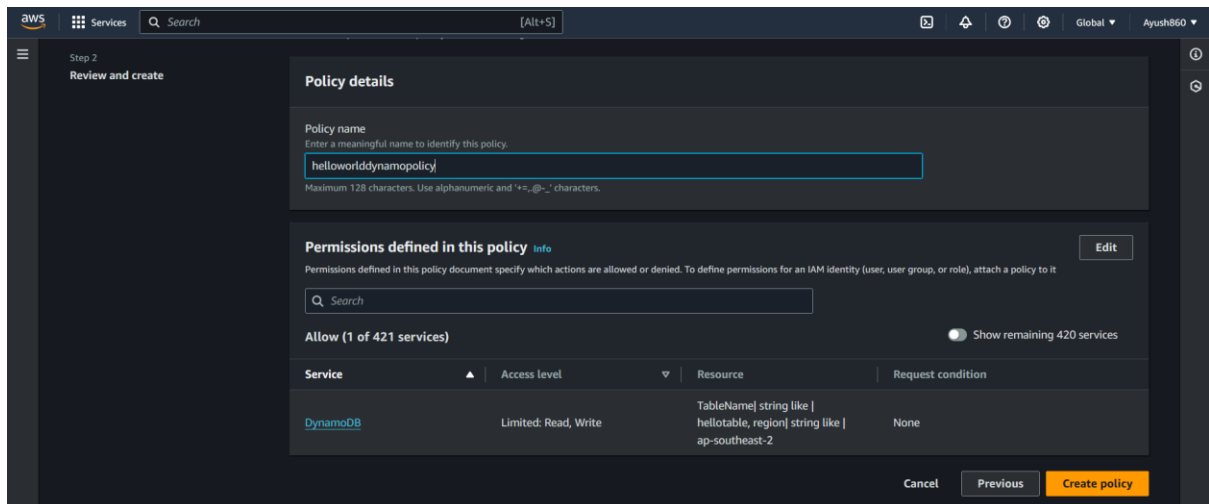 aws
Services
Search
[Alt+S]
Global
Ayush860
Step 2
Review and create
Policy details
Policy name
Enter a meaningful name to identify this policy.
helloworlddynamopolicy
Maximum 128 characters. Use alphanumeric and '+=,.@-_' characters.
Permissions defined in this policy Info
Edit
Permissions defined in this policy document specify which actions are allowed or denied. To define permissions for an IAM identity (user, user group, or role), attach a policy to it
Search
Allow (1 of 421 services)
Show remaining 420 services
Service
Access level
Resource
Request condition
DynamoDB
Limited: Read, Write
TableName| string like |
hellotable, region| string like |
ap-southeast-2
None
Cancel
Previous
Create policy